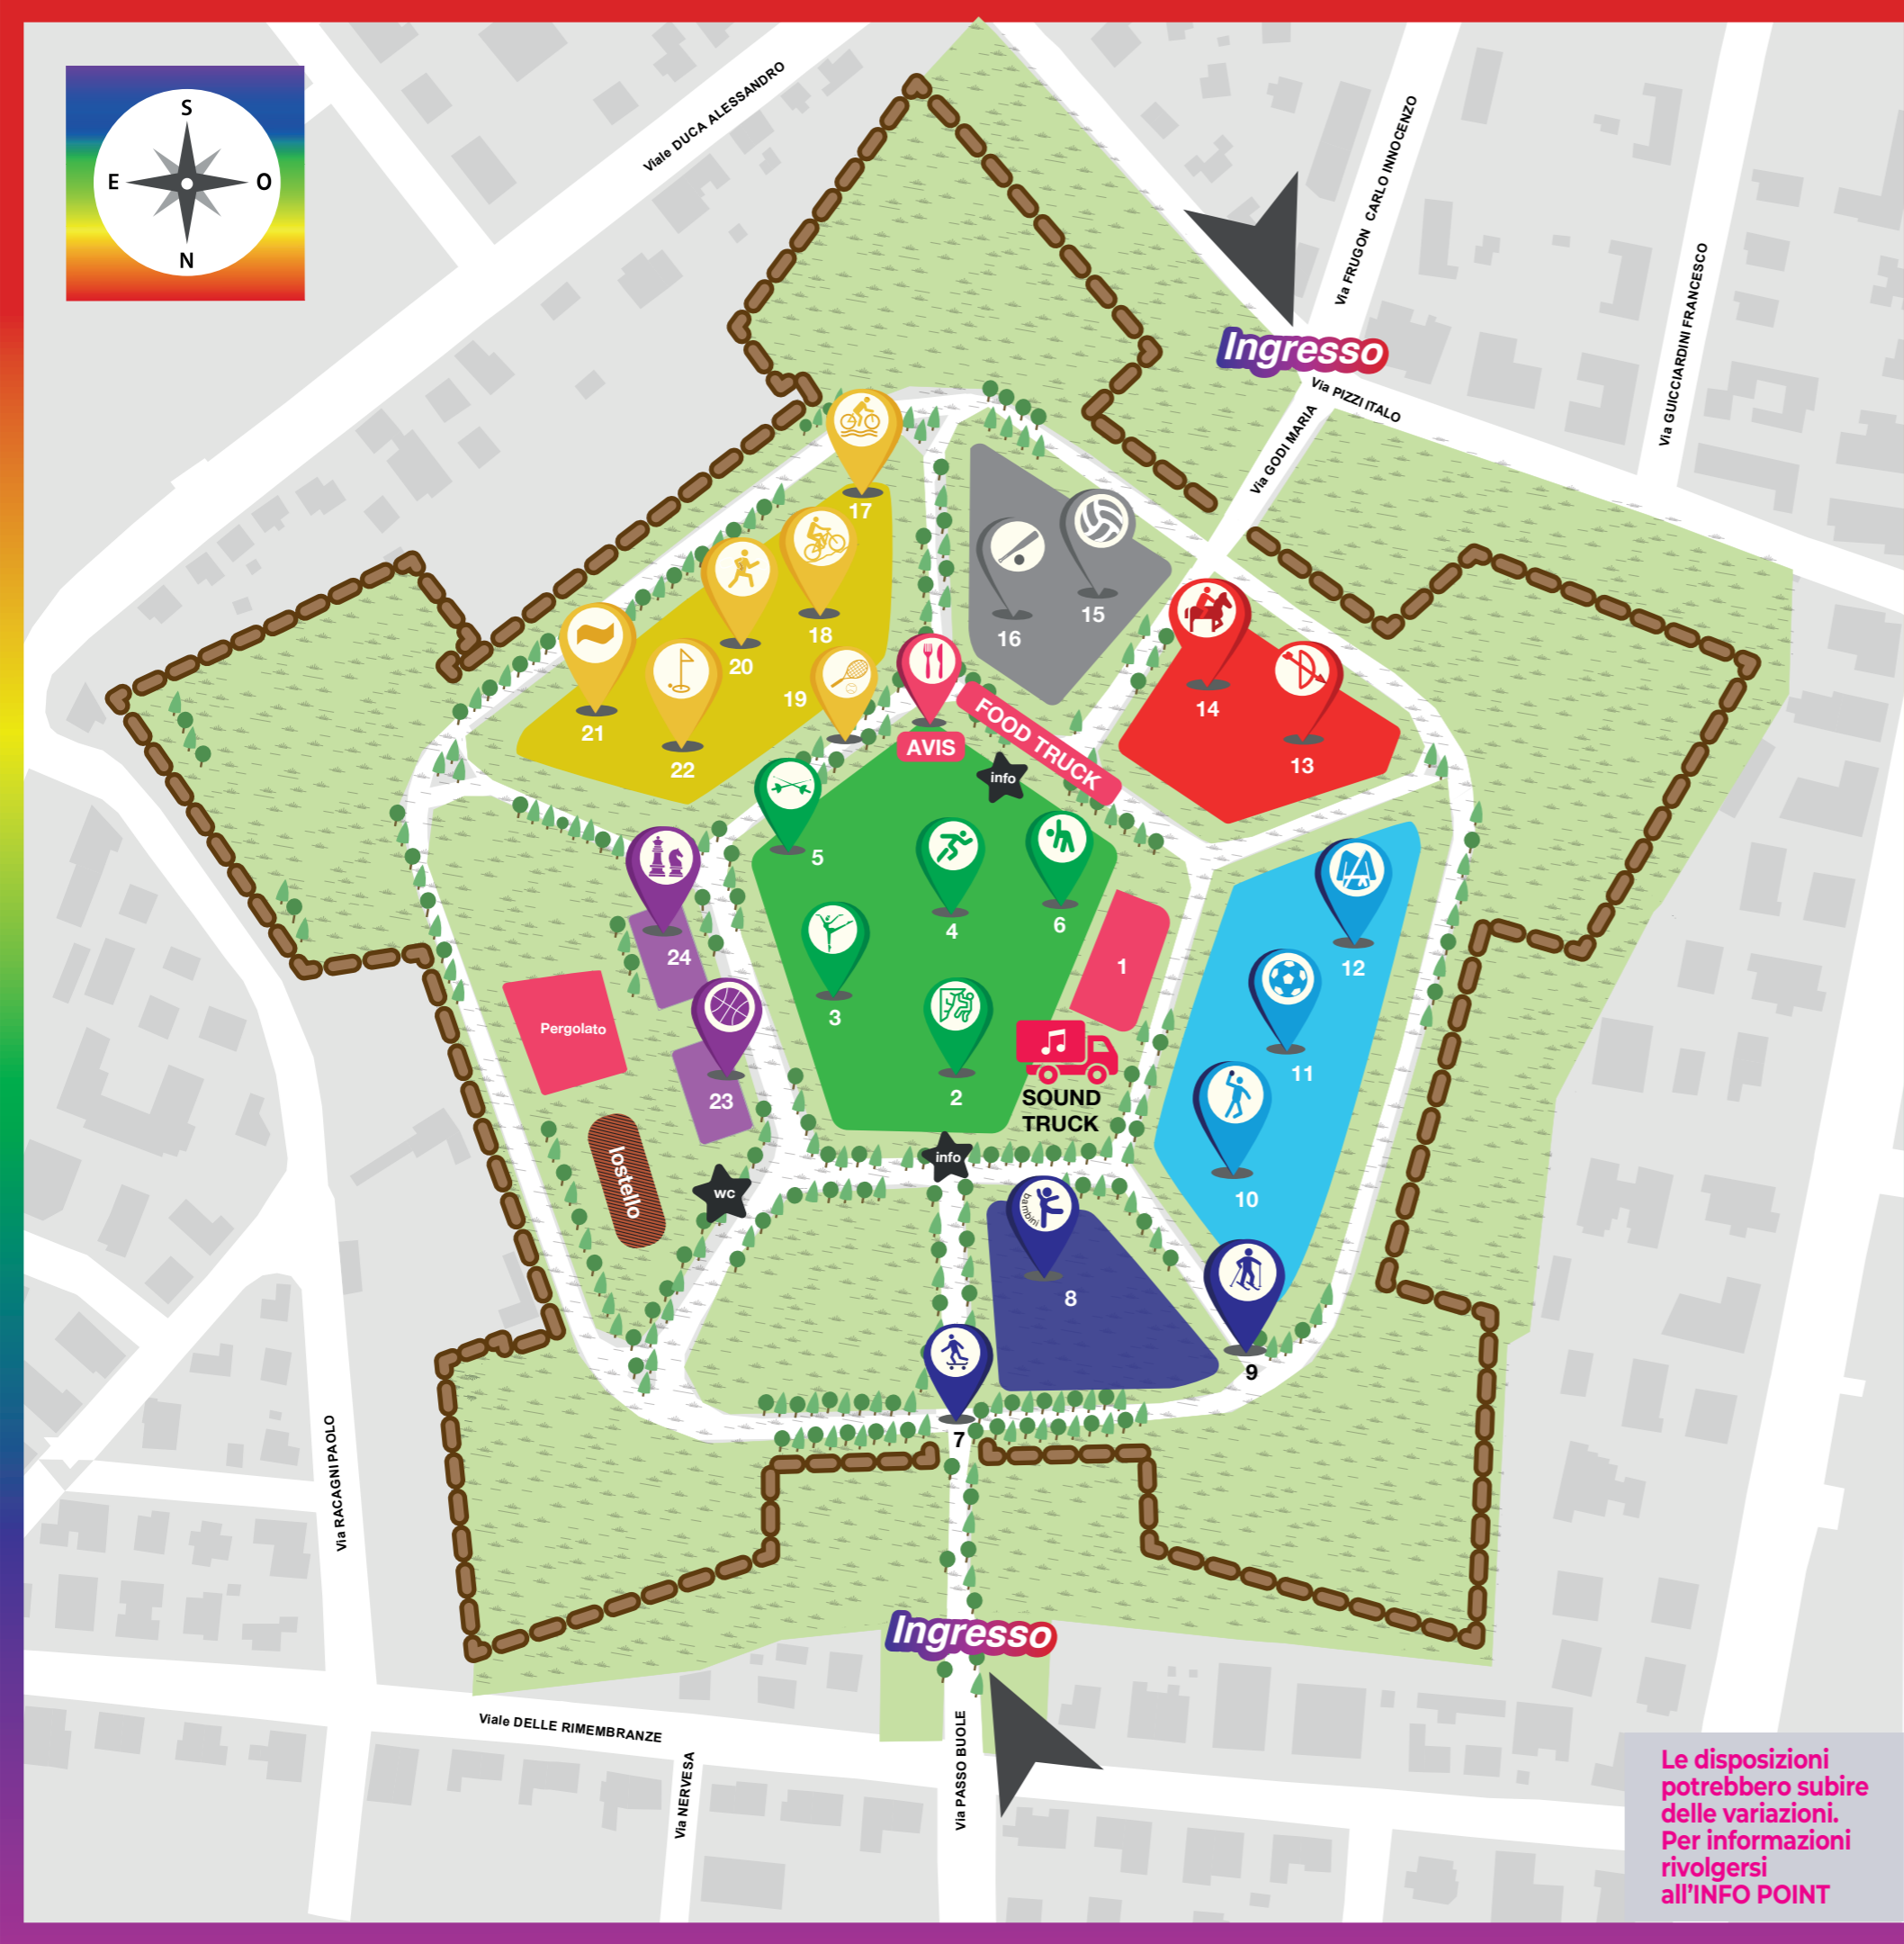 S
E
O
N
Viale DUCA ALESSANDRO
Via FRUGON CARLO INNOCENZO
Via GUICCIARDINI FRANCESCO
Ingresso
Via PIZZI ITALO
Via GODI MARIA
17
18
20
21
22
19
16
15
14
13
AVIS
FOOD TRUCK
info
5
4
6
3
2
1
24
23
12
11
10
Pergolato
lostello
wc
SOUND
TRUCK
info
bambini
8
9
7
Via RACAGNI PAOLO
Ingresso
Viale DELLE RIMEMBRANZE
Via NERVESA
Via PASSO BUOLE
Le disposizioni
potrebbero subire
delle variazioni.
Per informazioni
rivolgersi
all'INFO POINT